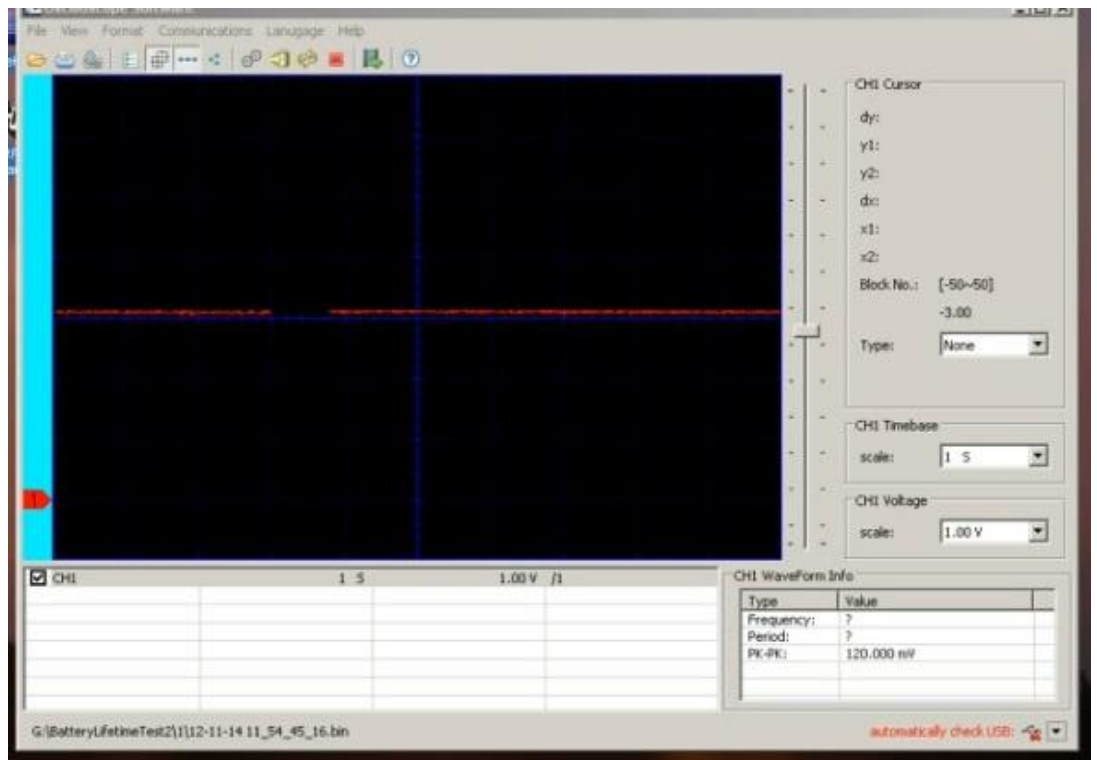 File View Format Communications Lanugage Help
CH1 Cursor
dy:
y1:
y2:
dx:
x1:
x2:
Block No.: [-50~50]
-3.00
Type: None
CH1 Timebase
scale: 1 S
CH1 Voltage
scale: 1.00 V
1
CH1 1 S 1.00 V /1
CH1 WaveForm Info
Type Value
Frequency: ?
Period: ?
PK-PK: 120.000 mV
G:\BatteryLifetimeTest2\1\12-11-14 11_54_45_16.bin
automatically check USB: